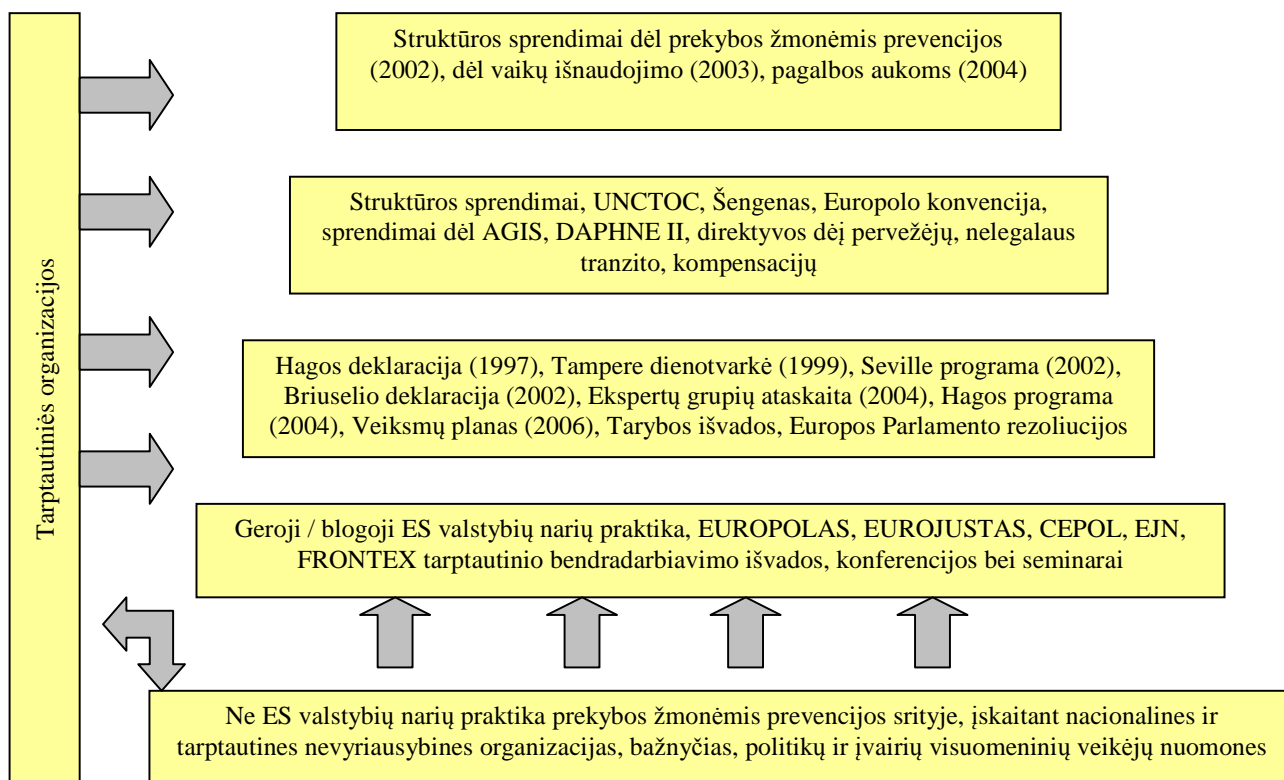 Tarptautinės organizacijos
Struktūros sprendimai dėl prekybos žmonėmis prevencijos
(2002), dėl vaikų išnaudojimo (2003), pagalbos aukoms (2004)
Struktūros sprendimai, UNCTOC, Šengenas, Europolo konvencija,
sprendimai dėl AGIS, DAPHNE II, direktyvos dėį pervežėjų, nelegalaus
tranzito, kompensacijų
Hagos deklaracija (1997), Tampere dienotvarkė (1999), Seville programa (2002),
Briuselio deklaracija (2002), Ekspertų grupių ataskaita (2004), Hagos programa
(2004), Veiksmų planas (2006), Tarybos išvados, Europos Parlamento rezoliucijos
Geroji / blogoji ES valstybių narių praktika, EUROPOLAS, EUROJUSTAS, CEPOL, EJN,
FRONTEX tarptautinio bendradarbiavimo išvados, konferencijos bei seminarai
Ne ES valstybių narių praktika prekybos žmonėmis prevencijos srityje, įskaitant nacionalines ir
tarptautines nevyriausybines organizacijas, bažnyčias, politikų ir įvairių visuomeninių veikėjų nuomones